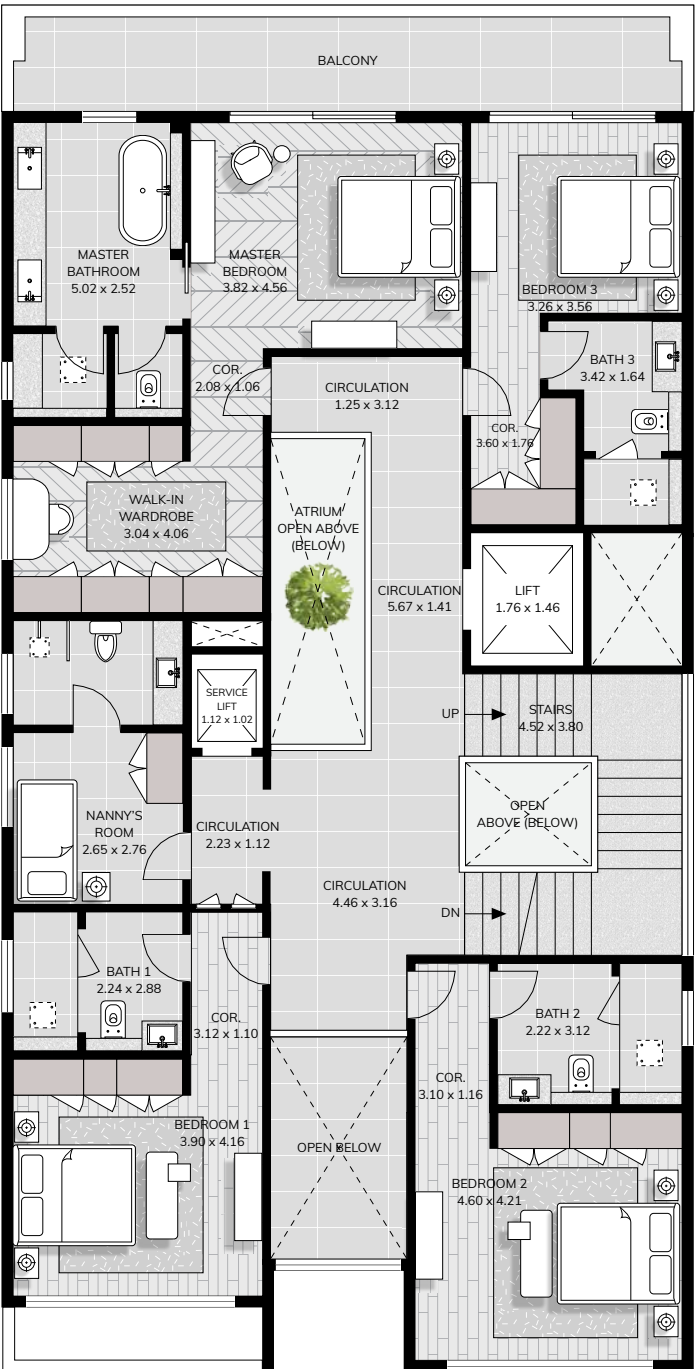 BALCONY
MASTER
BATHROOM
5.02 x 2.52
MASTER
BEDROOM
3.82 x 4.56
BEDROOM 3
3.26 x 3.56
BATH 3
3.42 x 1.64
COR.
2.08 x 1.06
CIRCULATION
1.25 x 3.12
COR.
3.60 x 1.76
WALK-IN
WARDROBE
3.04 x 4.06
ATRIUM
OPEN ABOVE
(BELOW)
CIRCULATION
5.67 x 1.41
LIFT
1.76 x 1.46
SERVICE
LIFT
1.12 x 1.02
UP
STAIRS
4.52 x 3.80
NANNY'S
ROOM
2.65 x 2.76
CIRCULATION
2.23 x 1.12
OPEN
ABOVE (BELOW)
CIRCULATION
4.46 x 3.16
DN
BATH 1
2.24 x 2.88
COR.
3.12 x 1.10
BATH 2
2.22 x 3.12
COR.
3.10 x 1.16
BEDROOM 1
3.90 x 4.16
OPEN BELOW
BEDROOM 2
4.60 x 4.21